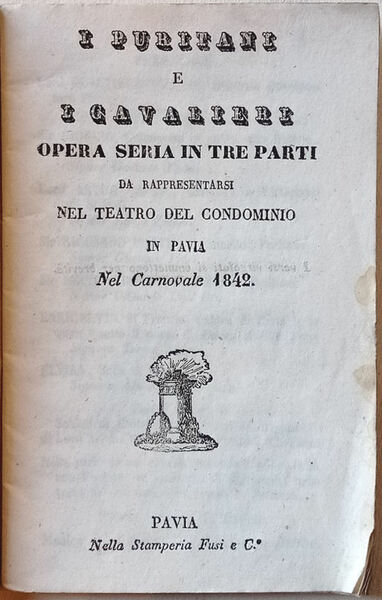 I PURITANI
E
I CAVALIERI
OPERA SERIA IN TRE PARTI
DA RAPPRESENTARSI
NEL TEATRO DEL CONDOMINIO
IN PAVIA
Nel Carnovale 1842.
PAVIA
Nella Stamperia Fusi e C.°